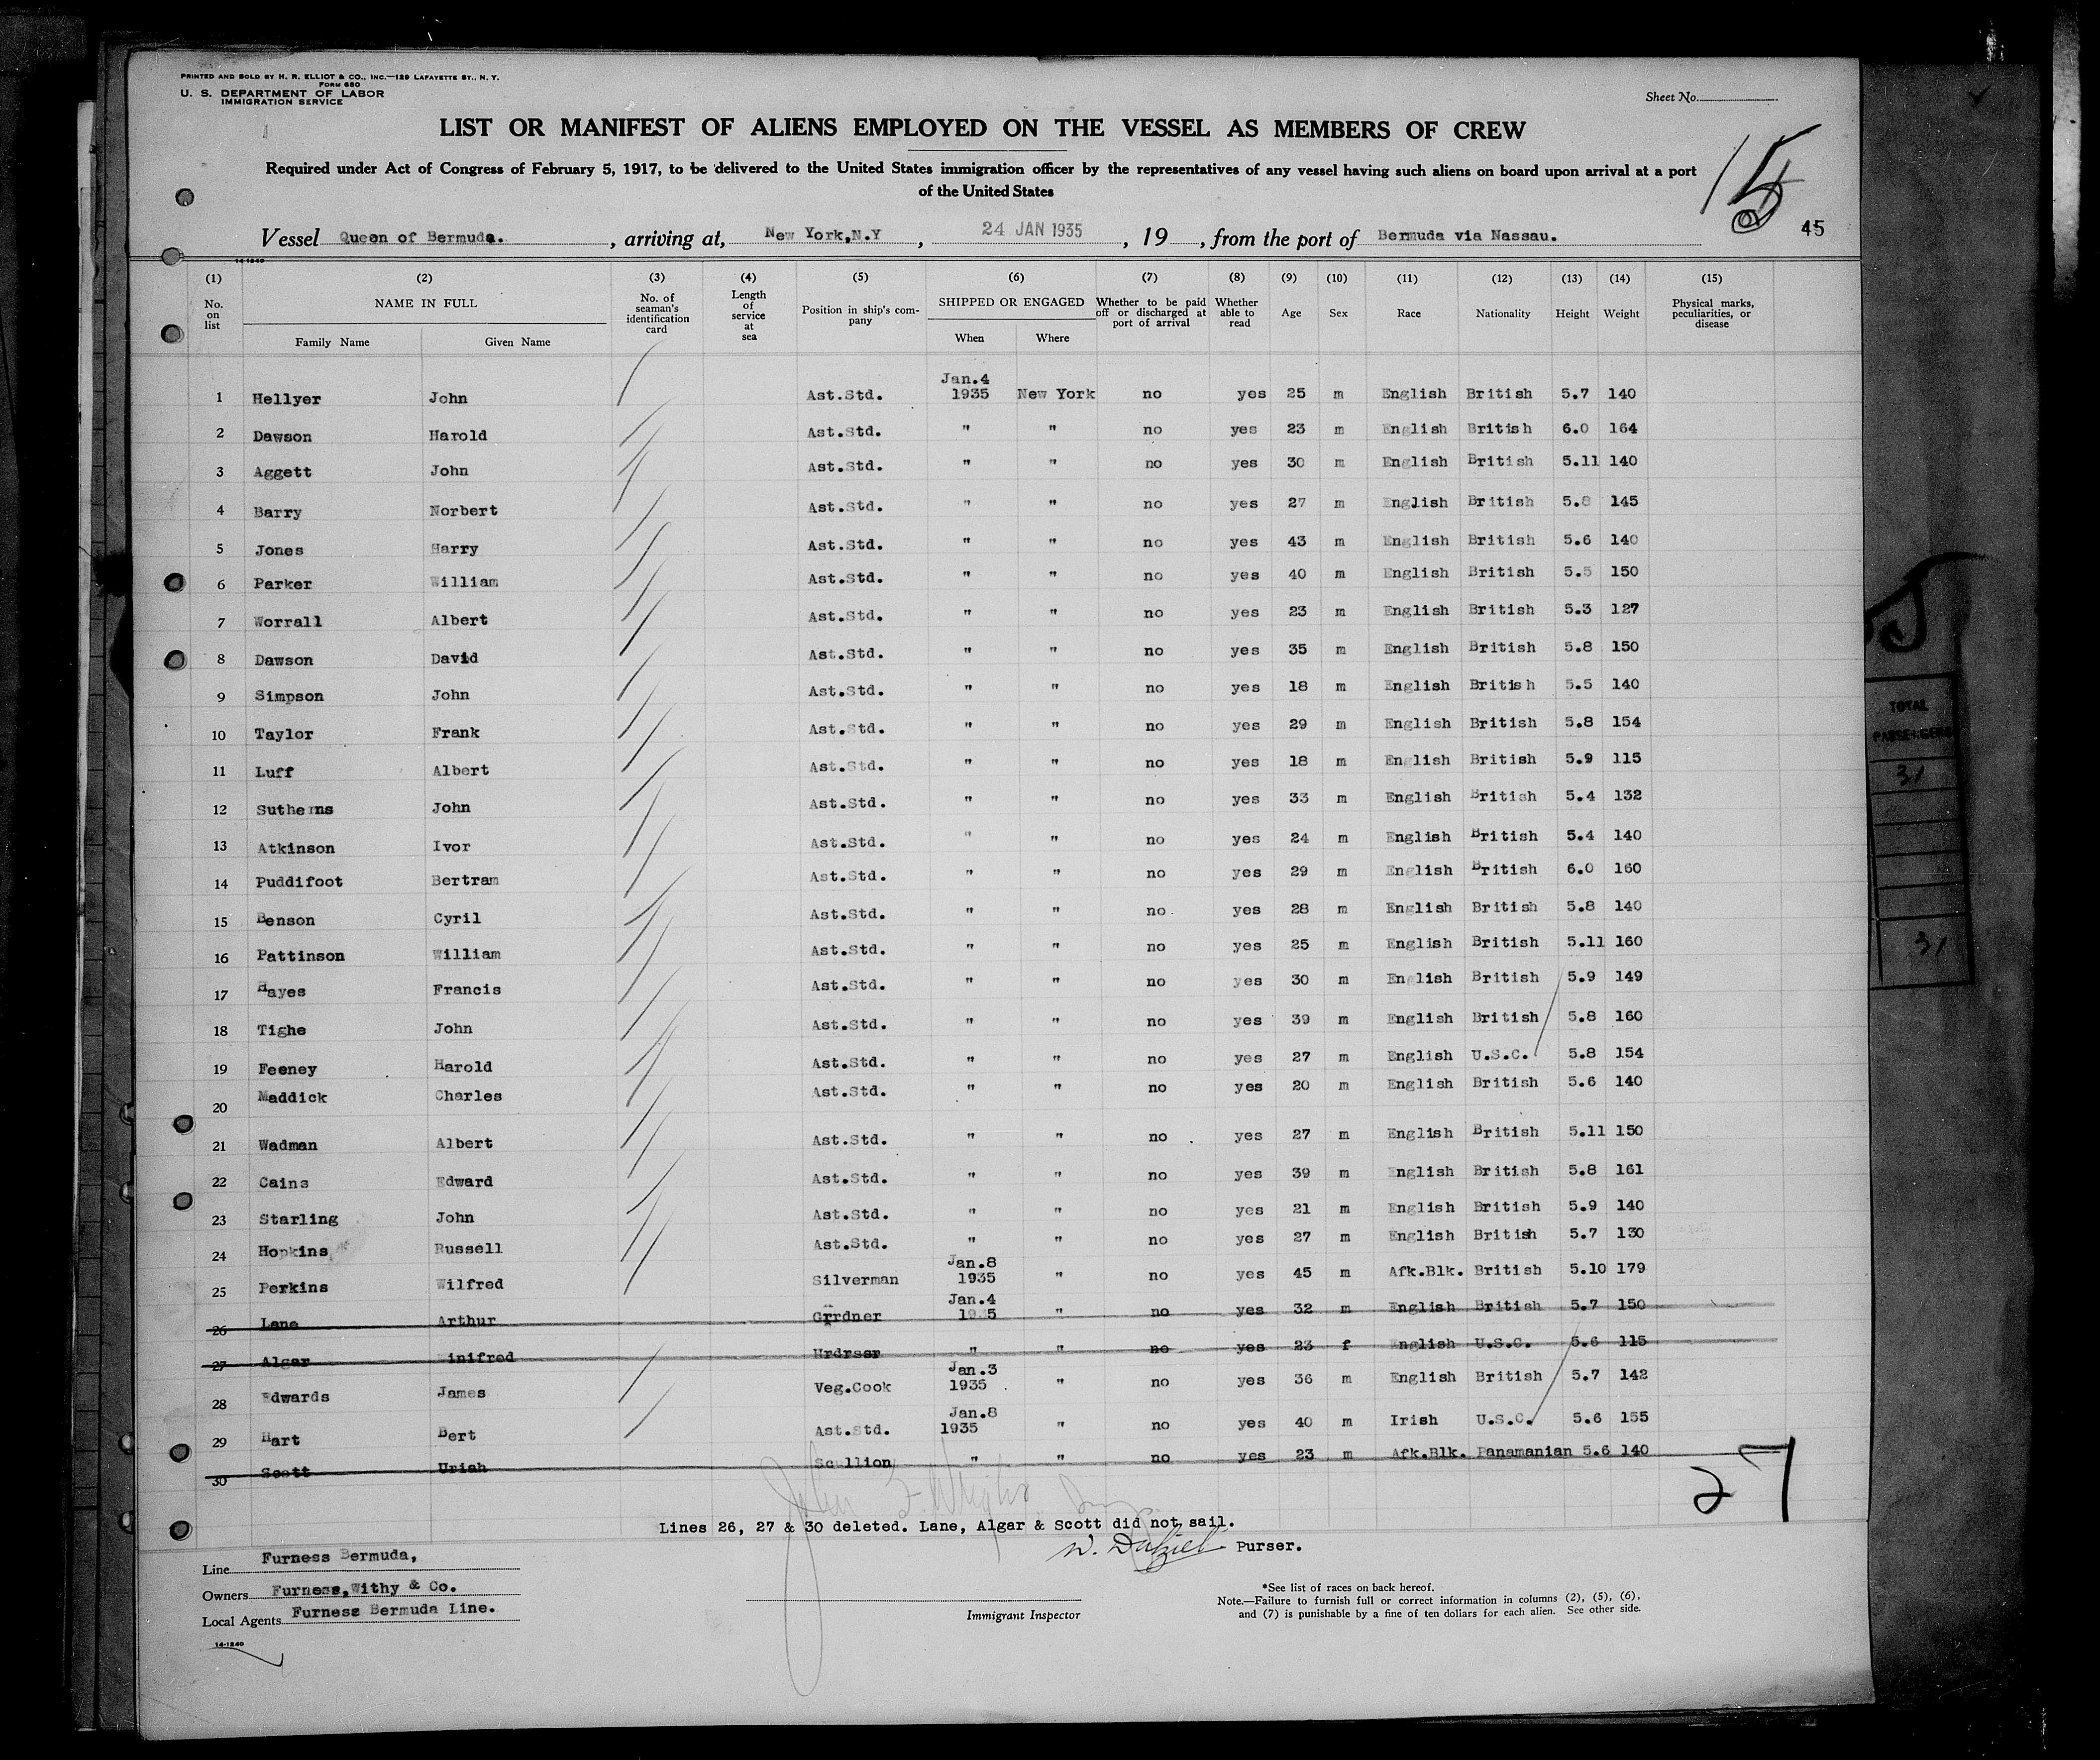 PRINTED AND SOLD BY H. R. ELLIOT & CO., INC.—129 LAFAYETTE ST., N. Y.
FORM 680
U. S. DEPARTMENT OF LABOR
IMMIGRATION SERVICE
Sheet No.
LIST OR MANIFEST OF ALIENS EMPLOYED ON THE VESSEL AS MEMBERS OF CREW
Required under Act of Congress of February 5, 1917, to be delivered to the United States immigration officer by the representatives of any vessel having such aliens on board upon arrival at a port
of the United States
15
45
Vessel Queen of Bermuda. , arriving at, New York,N.Y , 24 JAN 1935 , 19 , from the port of Bermuda via Nassau.
14-1240
(1) (2) (3) (4) (5) (6) (7) (8) (9) (10) (11) (12) (13) (14) (15)
No. on list NAME IN FULL Family Name Given Name No. of seaman's identification card Length of service at sea Position in ship's company SHIPPED OR ENGAGED When Where Whether to be paid off or discharged at port of arrival Whether able to read Age Sex Race Nationality Height Weight Physical marks, peculiarities, or disease
1 Hellyer John Ast.Std. Jan.4 1935 New York no yes 25 m English British 5.7 140
2 Dawson Harold Ast.Std. " " no yes 23 m English British 6.0 164
3 Aggett John Ast.Std. " " no yes 30 m English British 5.11 140
4 Barry Norbert Ast.Std. " " no yes 27 m English British 5.8 145
5 Jones Harry Ast.Std. " " no yes 43 m English British 5.6 140
6 Parker William Ast.Std. " " no yes 40 m English British 5.5 150
7 Worrall Albert Ast.Std. " " no yes 23 m English British 5.3 127
8 Dawson David Ast.Std. " " no yes 35 m English British 5.8 150
9 Simpson John Ast.Std. " " no yes 18 m English British 5.5 140
10 Taylor Frank Ast.Std. " " no yes 29 m English British 5.8 154
11 Luff Albert Ast.Std. " " no yes 18 m English British 5.9 115
12 Sutherns John Ast.Std. " " no yes 33 m English British 5.4 132
13 Atkinson Ivor Ast.Std. " " no yes 24 m English British 5.4 140
14 Puddifoot Bertram Ast.Std. " " no yes 29 m English British 6.0 160
15 Benson Cyril Ast.Std. " " no yes 28 m English British 5.8 140
16 Pattinson William Ast.Std. " " no yes 25 m English British 5.11 160
17 Hayes Francis Ast.Std. " " no yes 30 m English British 5.9 149
18 Tighe John Ast.Std. " " no yes 39 m English British 5.8 160
19 Feeney Harold Ast.Std. " " no yes 27 m English U.S.C. 5.8 154
20 Maddick Charles Ast.Std. " " no yes 20 m English British 5.6 140
21 Wadman Albert Ast.Std. " " no yes 27 m English British 5.11 150
22 Cains Edward Ast.Std. " " no yes 39 m English British 5.8 161
23 Starling John Ast.Std. " " no yes 21 m English British 5.9 140
24 Hopkins Russell Ast.Std. " " no yes 27 m English British 5.7 130
25 Perkins Wilfred Silverman Jan.8 1935 " no yes 45 m Afk.Blk. British 5.10 179
26 Lane Arthur Grrdner Jan.4 1935 " no yes 32 m English British 5.7 150
27 Algar Winifred Hrdrssr " " no yes 23 f English U.S.C. 5.6 115
28 Edwards James Veg.Cook Jan.3 1935 " no yes 36 m English British 5.7 142
29 Hart Bert Ast.Std. Jan.8 1935 " no yes 40 m Irish U.S.C. 5.6 155
30 Scott Uriah Scullion " " no yes 23 m Afk.Blk. Panamanian 5.6 140
27
Lines 26, 27 & 30 deleted. Lane, Algar & Scott did not sail.
W. Dalziel Purser.
Line Furness Bermuda,
Owners Furness,Withy & Co.
Local Agents Furness Bermuda Line.
14-1240
Immigrant Inspector
*See list of races on back hereof.
Note.—Failure to furnish full or correct information in columns (2), (5), (6),
and (7) is punishable by a fine of ten dollars for each alien. See other side.
TOTAL
PASSENGERS
31
31